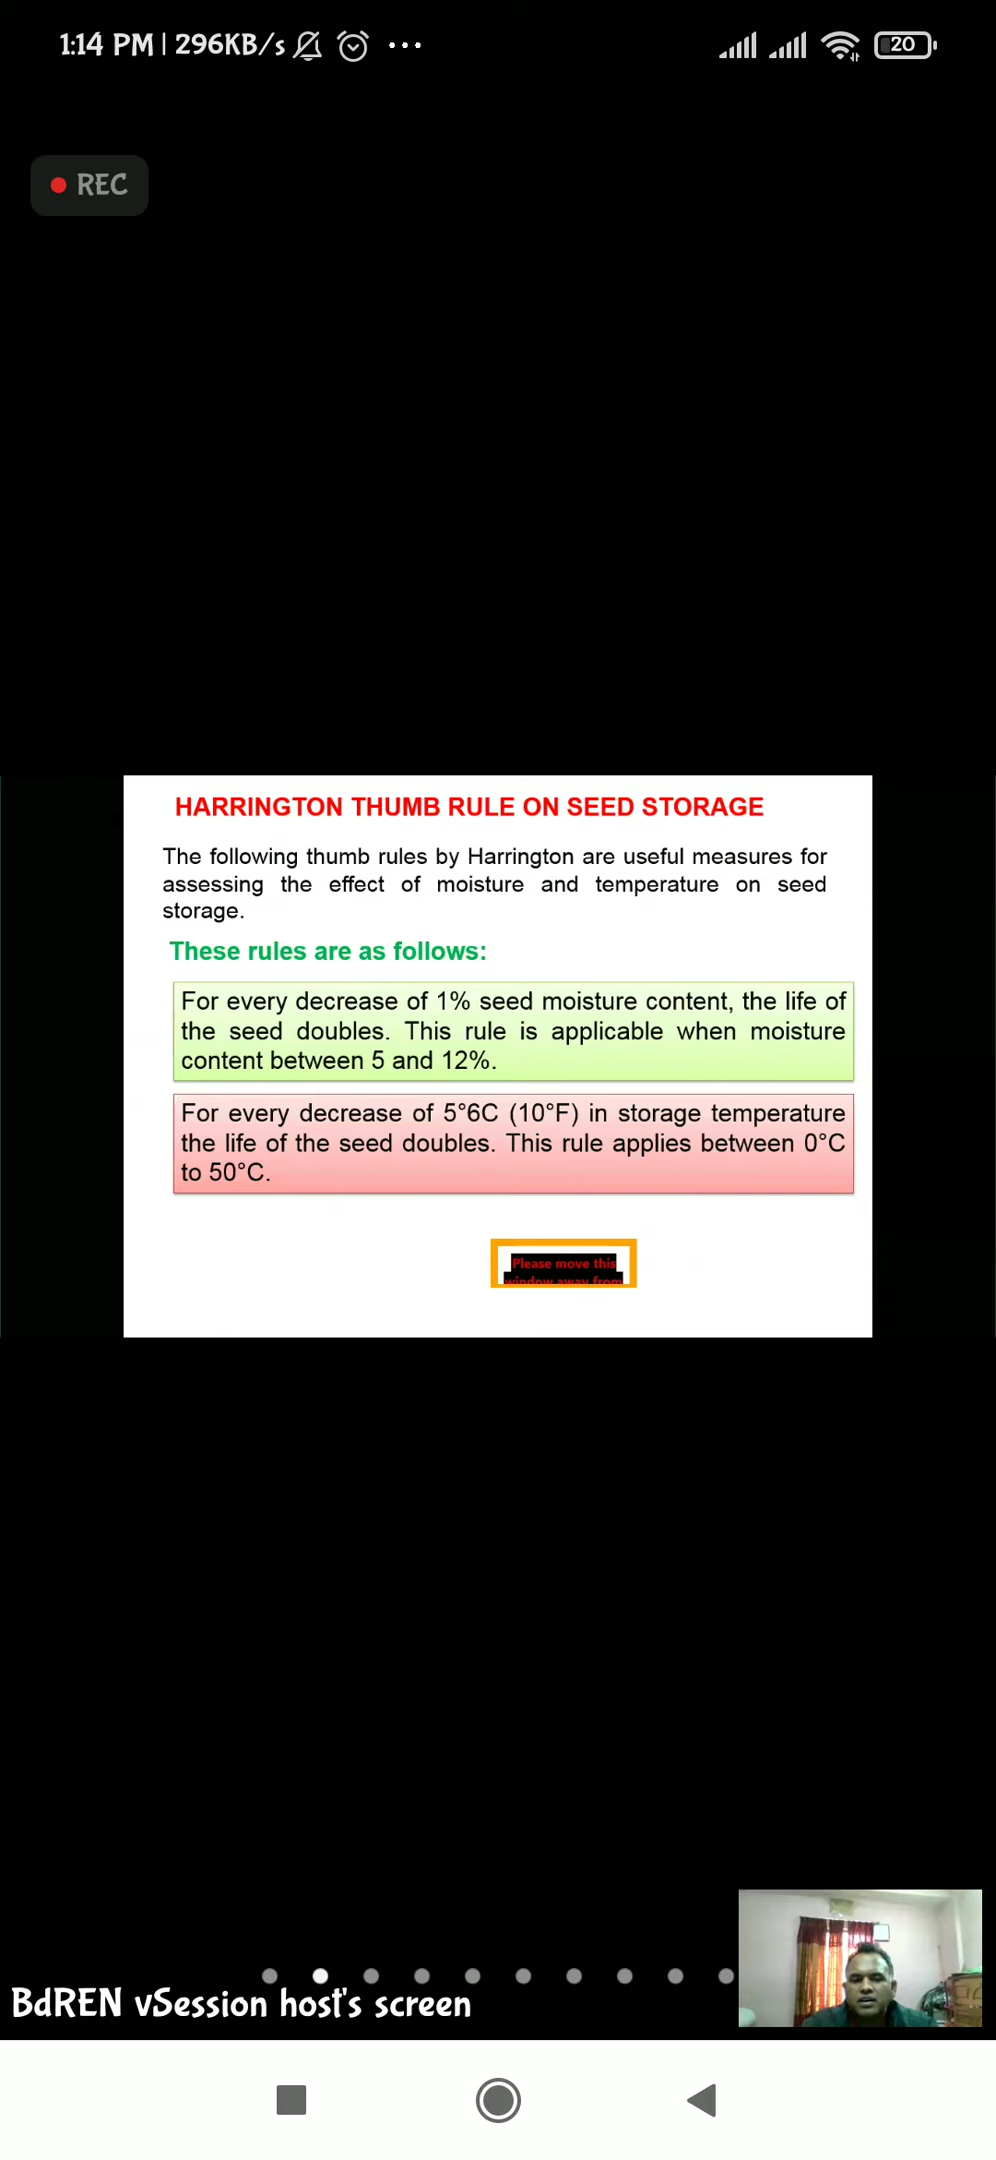 1:14 PM | 296KB/s
20
REC
HARRINGTON THUMB RULE ON SEED STORAGE
The following thumb rules by Harrington are useful measures for
assessing the effect of moisture and temperature on seed
storage.
These rules are as follows:
For every decrease of 1% seed moisture content, the life of
the seed doubles. This rule is applicable when moisture
content between 5 and 12%.
For every decrease of 5°6C (10°F) in storage temperature
the life of the seed doubles. This rule applies between 0°C
to 50°C.
Please move this
window away from
BdREN vSession host's screen